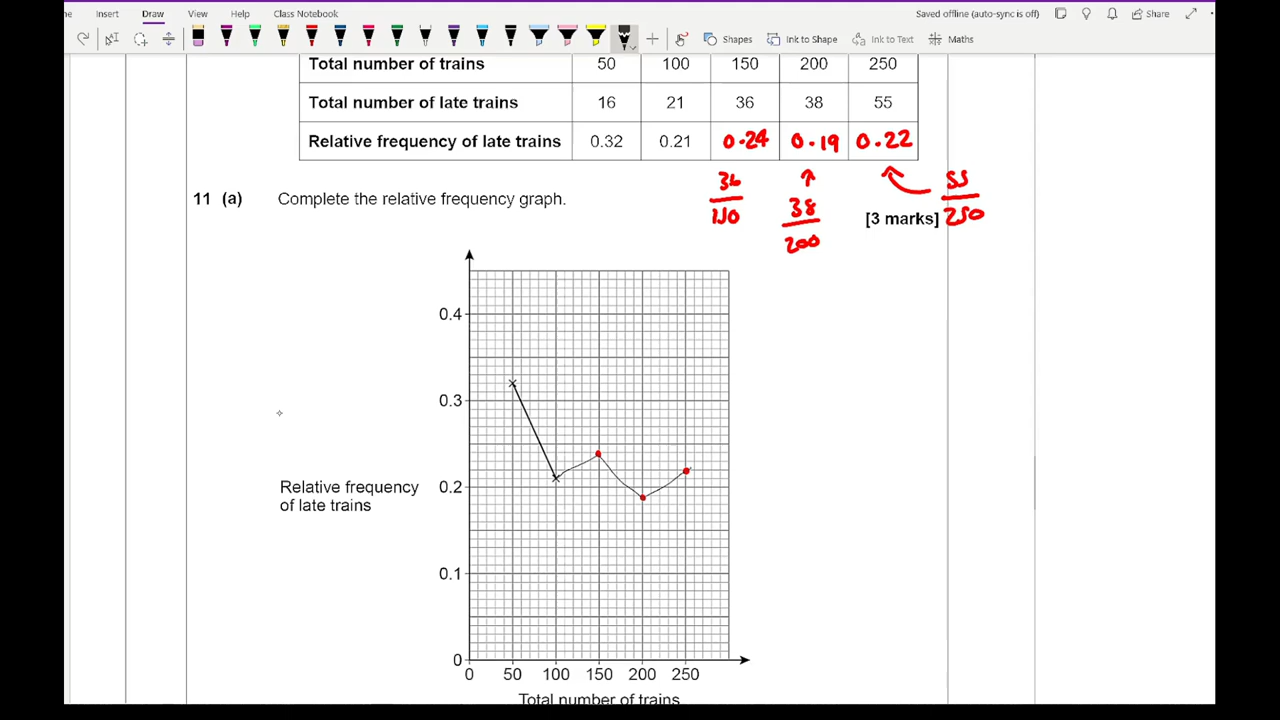 me Insert Draw View Help Class Notebook Saved offline (auto-sync is off) Share
Shapes Ink to Shape Ink to Text Maths
Total number of trains 50 100 150 200 250
Total number of late trains 16 21 36 38 55
Relative frequency of late trains 0.32 0.21 0.24 0.19 0.22
36
150
38
200
55
250
11 (a) Complete the relative frequency graph.
[3 marks]
0.4
0.3
Relative frequency
of late trains
0.2
0.1
0
0 50 100 150 200 250
Total number of trains